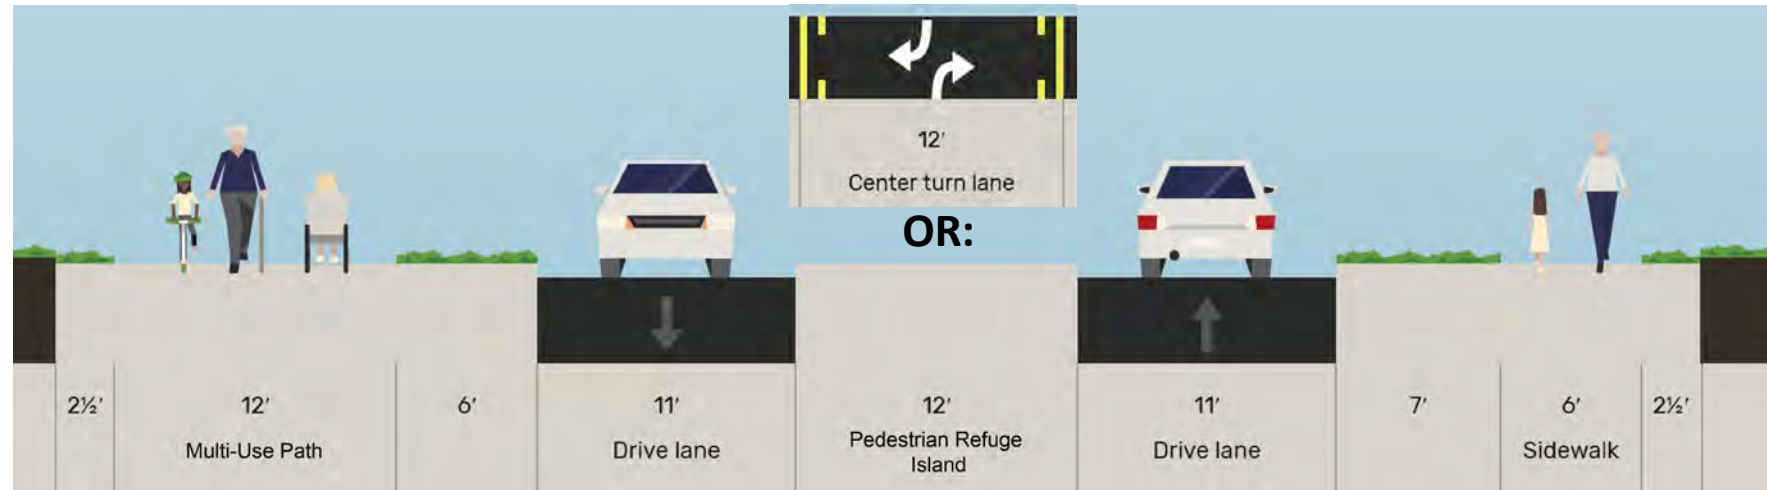 12′
Center turn lane
OR:
2½′
12′
6′
11′
12′
11′
7′
6′
2½′
Multi-Use Path
Drive lane
Pedestrian Refuge
Island
Drive lane
Sidewalk